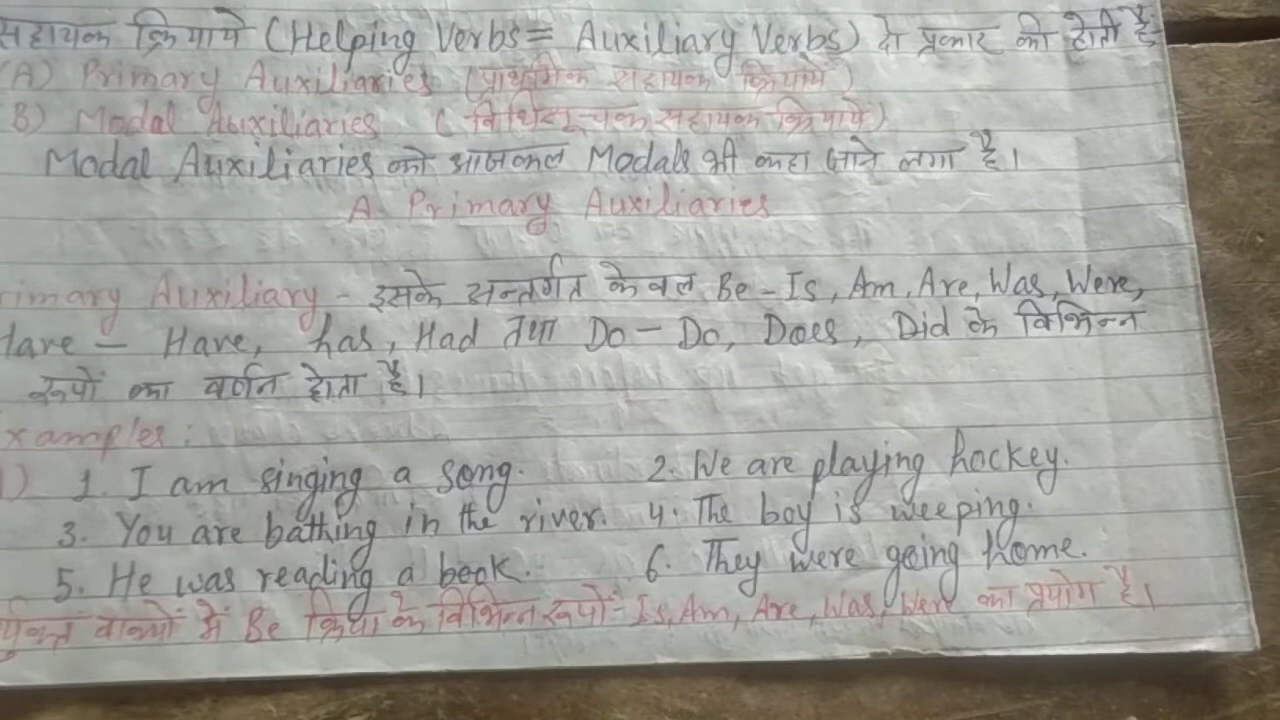 सहायक क्रियाये (Helping Verbs= Auxiliary Verbs) दो प्रकार की होती है
(A) Primary Auxiliaries (प्राथमिक सहायक क्रियाये)
B) Modal Auxiliaries ( सहायक क्रियाये)
Modal Auxiliaries को आजकल Modals भी कहा जाने लगा है।
A. Primary Auxiliaries
rimary Auxiliary - इसके अन्तर्गत केवल Be - Is, Am, Are, Was, Were,
Have - Have, has, Had तथा Do - Do, Does, Did के विभिन्न
रूपों का वर्णन होता है।
xamples:
) 1. I am singing a song. 2. We are playing hockey.
3. You are bathing in the river. 4. The boy is weeping.
5. He was reading a book. 6. They were going home.
र्युक्त वाक्यों में Be क्रिया के विभिन्न रूपों- Is, Am, Are, Was, Were का प्रयोग है।